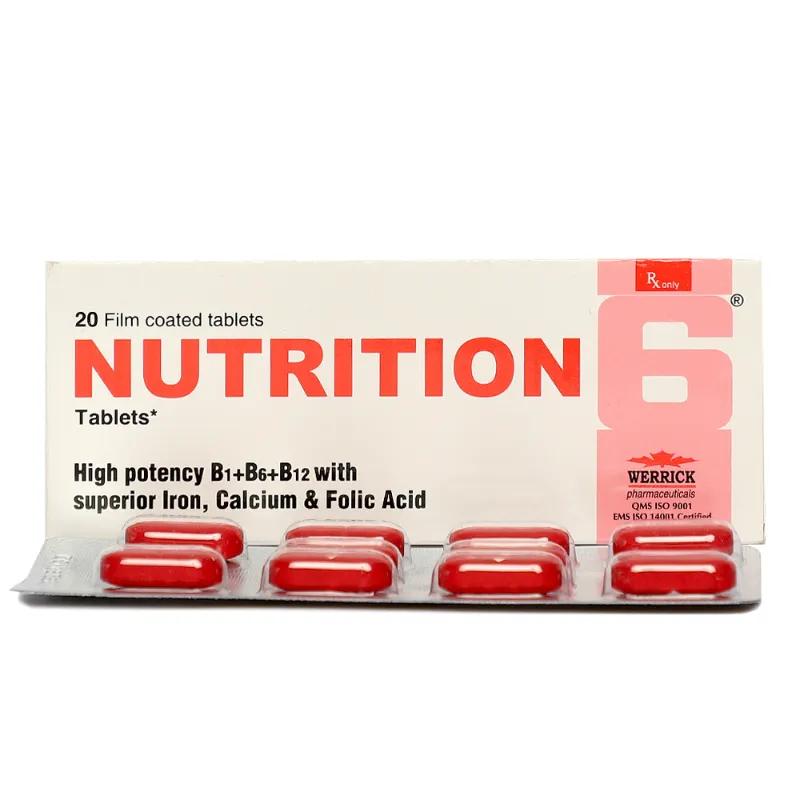 Rx only
20 Film coated tablets
NUTRITION 6®
Tablets*
High potency B1+B6+B12 with
superior Iron, Calcium & Folic Acid
WERRICK
pharmaceuticals
QMS ISO 9001
EMS ISO 14001 Certified